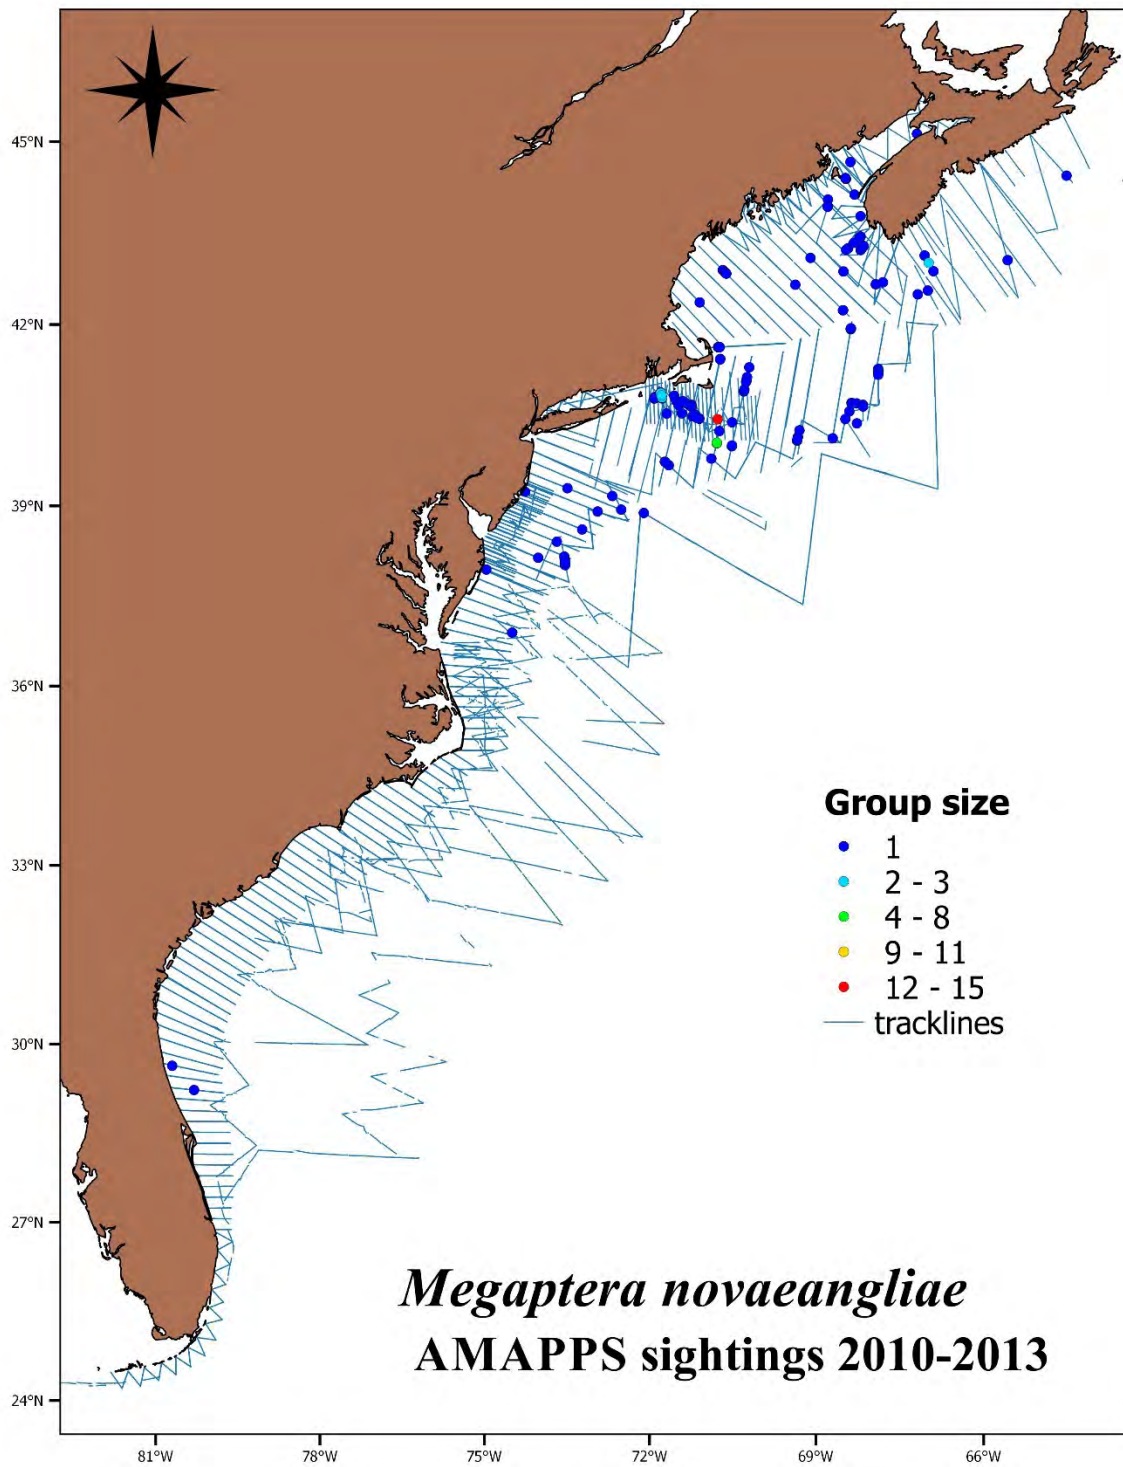 45°N
42°N
39°N
36°N
33°N
30°N
27°N
24°N
Group size
1
2 - 3
4 - 8
9 - 11
12 - 15
tracklines
Megaptera novaeangliae
AMAPPS sightings 2010-2013
81°W
78°W
75°W
72°W
69°W
66°W